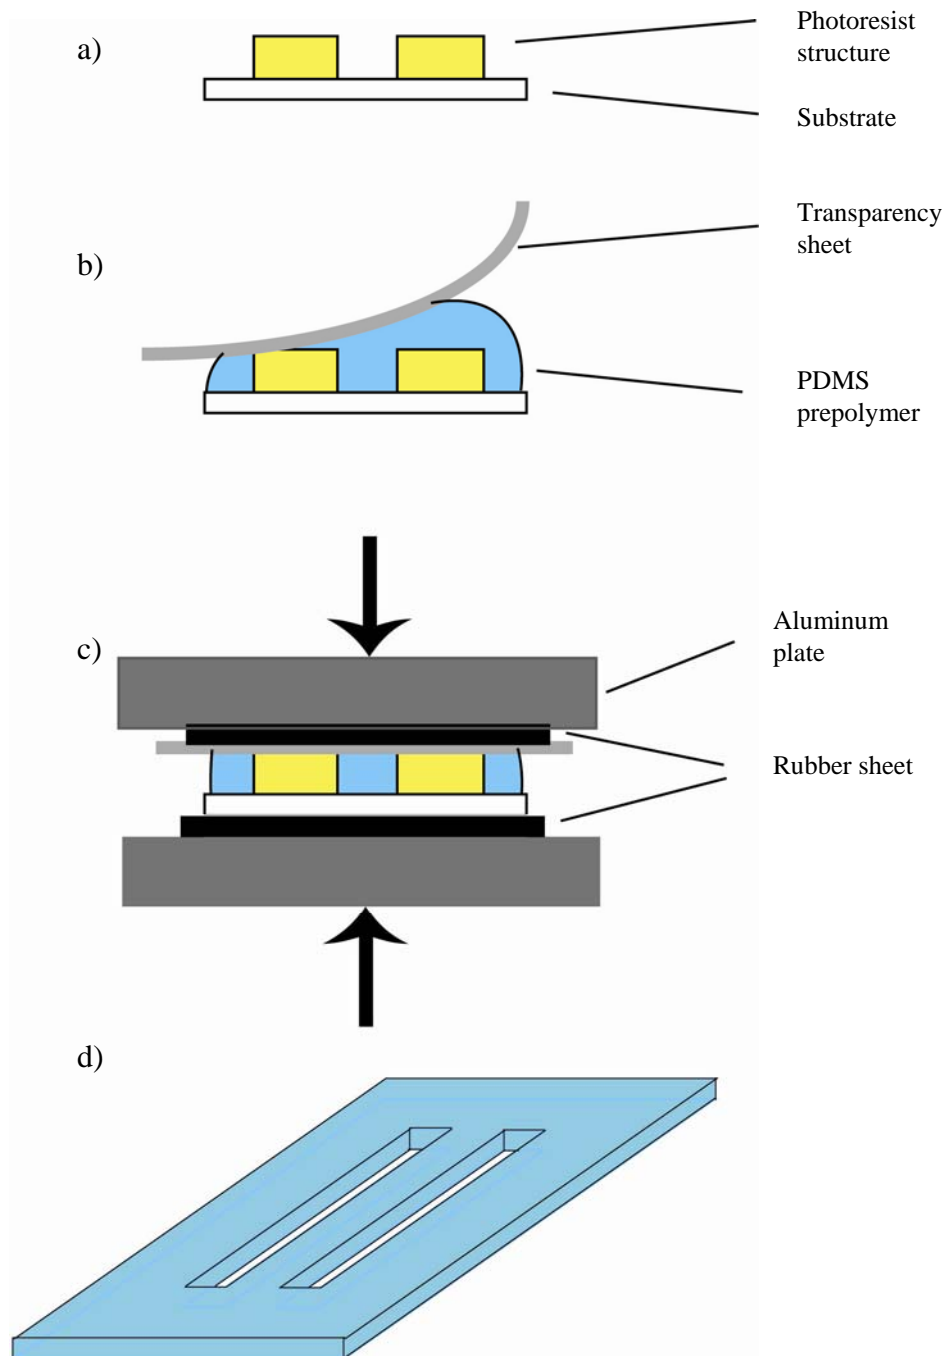 a)
Photoresist
structure
Substrate
b)
Transparency
sheet
PDMS
prepolymer
c)
Aluminum
plate
Rubber sheet
d)